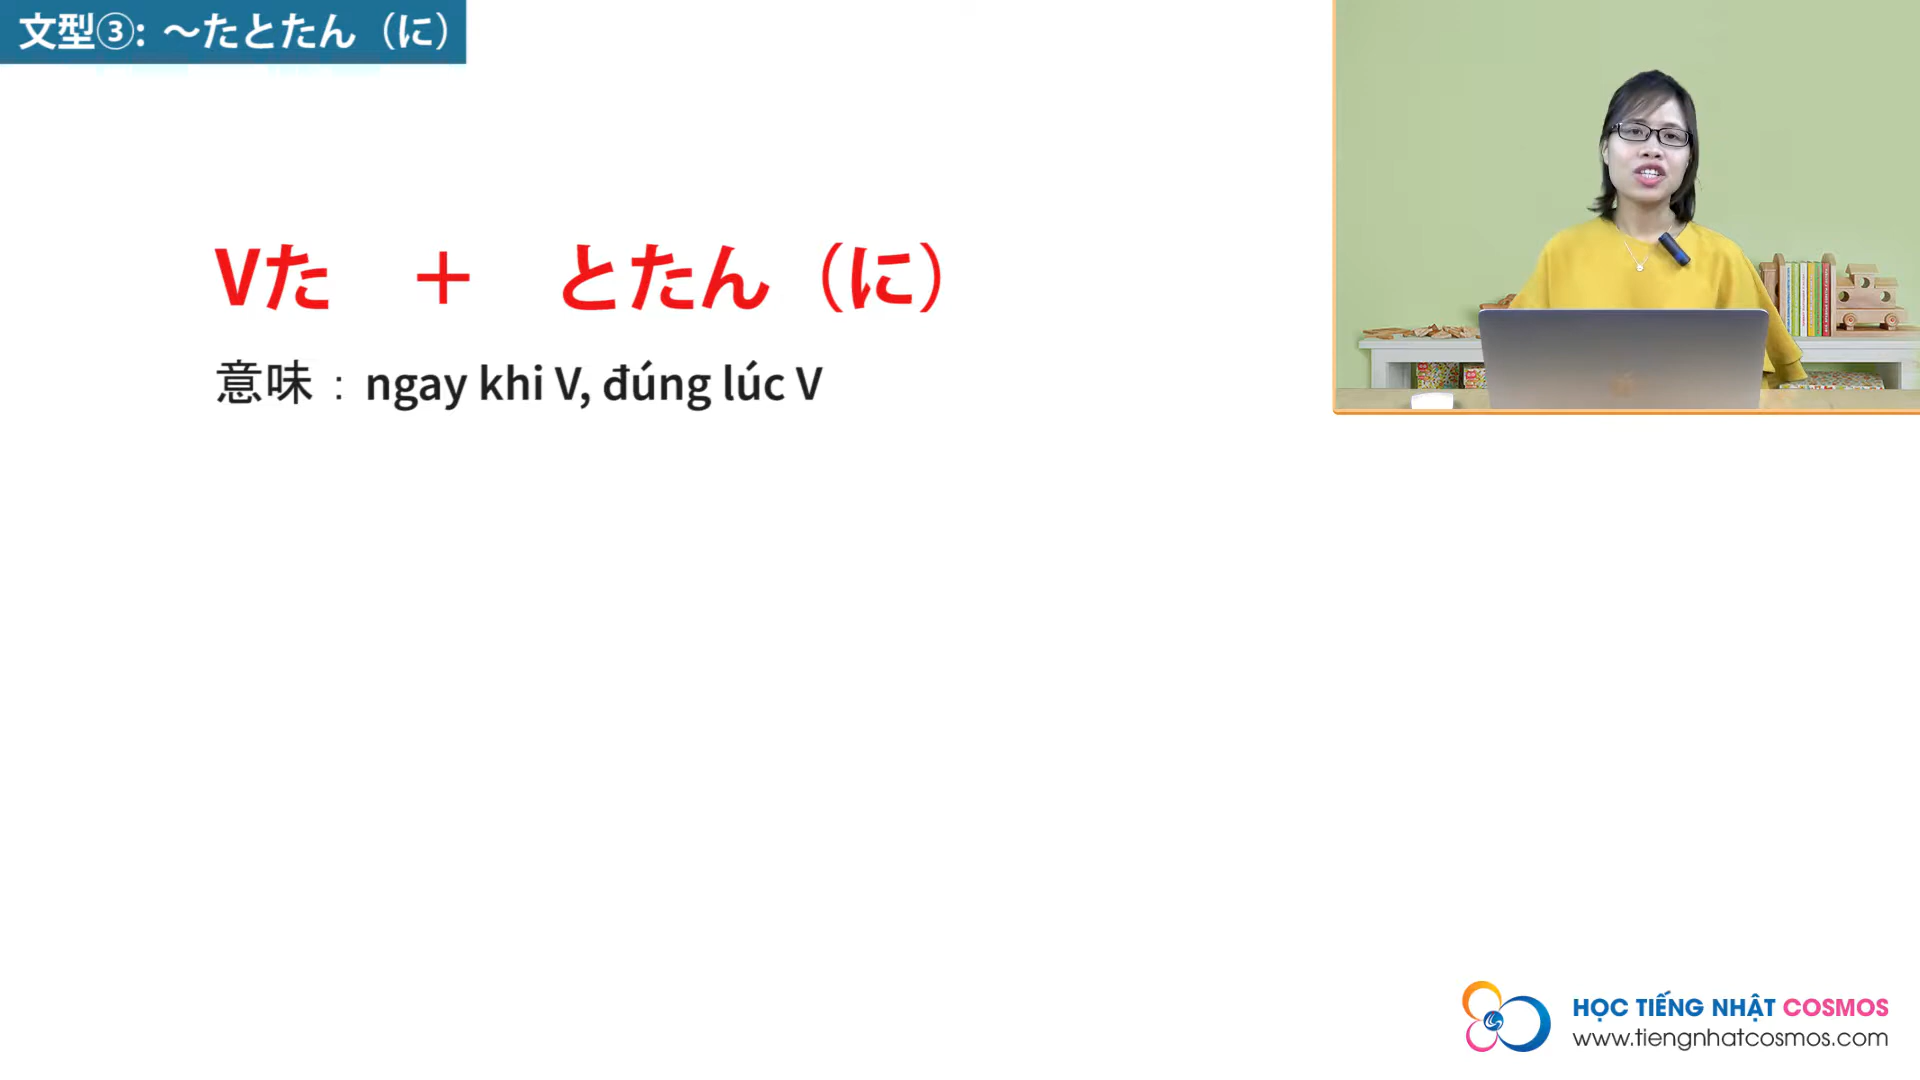 文型③: ～たとたん（に）
Vた ＋ とたん（に）
意味：ngay khi V, đúng lúc V
HỌC TIẾNG NHẬT COSMOS
www.tiengnhatcosmos.com